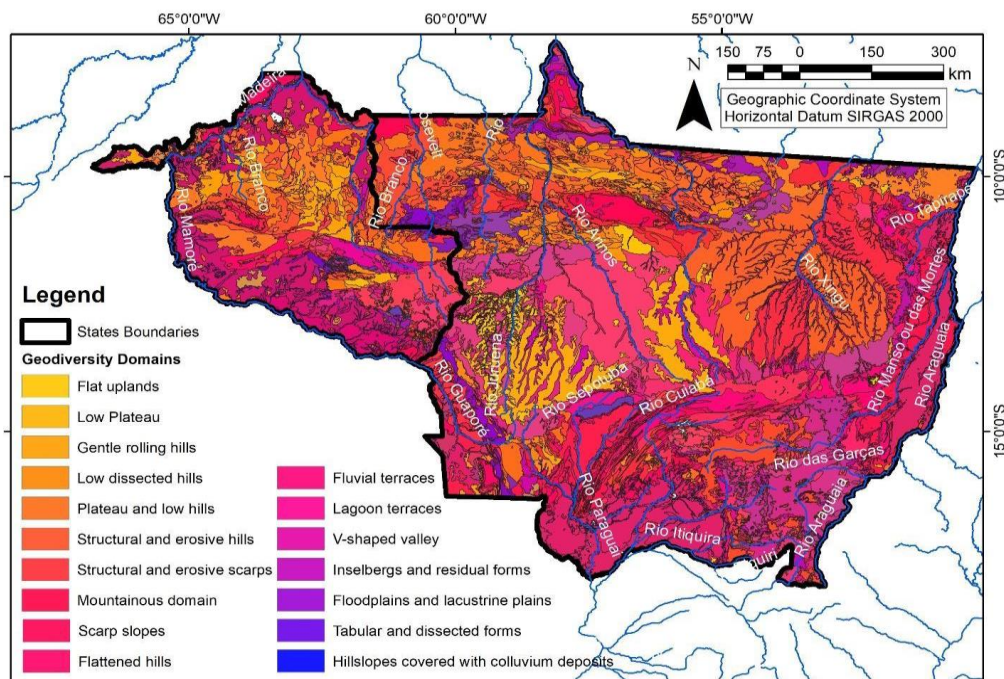 65°0'0"W
60°0'0"W
55°0'0"W
150 75 0 150 300
km
N
Geographic Coordinate System
Horizontal Datum SIRGAS 2000
10°0'0"S
15°0'0"S
Madeira
Rio Branco
Rio Mamoré
Rio Branco
osevelt
Rio
Rio Arinos
Rio Tapirapé
Rio Xingu
Rio Manso ou das Mortes
Rio Araguaia
Rio Guaporé
Rio Juruena
Rio Sepotuba
Rio Cuiabá
Rio das Garças
Rio Paraguai
Rio Itiquira
quiri
Rio Araguaia
Legend
States Boundaries
Geodiversity Domains
Flat uplands
Low Plateau
Gentle rolling hills
Low dissected hills
Plateau and low hills
Structural and erosive hills
Structural and erosive scarps
Mountainous domain
Scarp slopes
Flattened hills
Fluvial terraces
Lagoon terraces
V-shaped valley
Inselbergs and residual forms
Floodplains and lacustrine plains
Tabular and dissected forms
Hillslopes covered with colluvium deposits